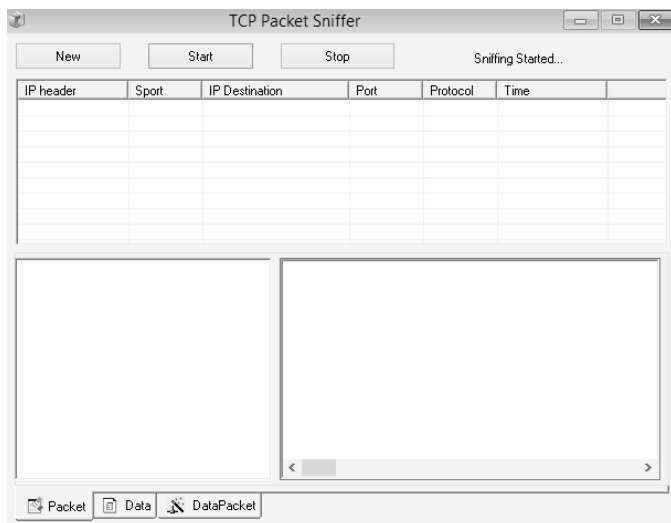 TCP Packet Sniffer
New Start Stop Sniffing Started...
IP header Sport IP Destination Port Protocol Time
Packet Data DataPacket